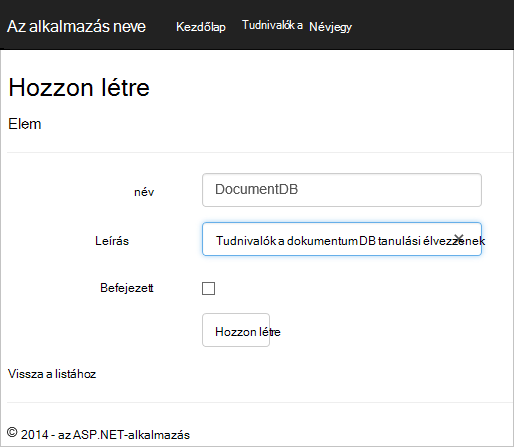 Az alkalmazás neve Kezdőlap Tudnivalók a Névjegy
Hozzon létre
Elem
név DocumentDB
Leírás Tudnivalók a dokumentum DB tanulási élvezzenek
Befejezett
Hozzon létre
Vissza a listához
© 2014 - az ASP.NET-alkalmazás